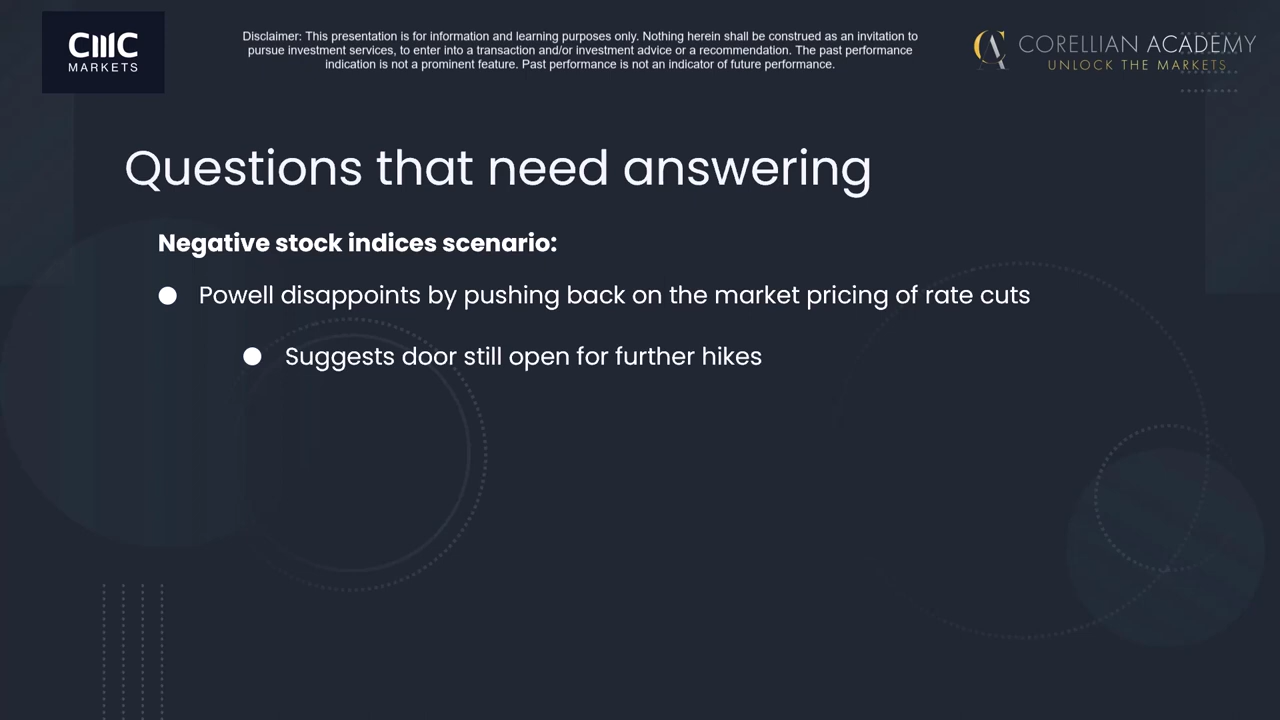 CMC
MARKETS
Disclaimer: This presentation is for information and learning purposes only. Nothing herein shall be construed as an invitation to
pursue investment services, to enter into a transaction and/or investment advice or a recommendation. The past performance
indication is not a prominent feature. Past performance is not an indicator of future performance.
CA
CORELLIAN ACADEMY
UNLOCK THE MARKETS
Questions that need answering
Negative stock indices scenario:
● Powell disappoints by pushing back on the market pricing of rate cuts
● Suggests door still open for further hikes